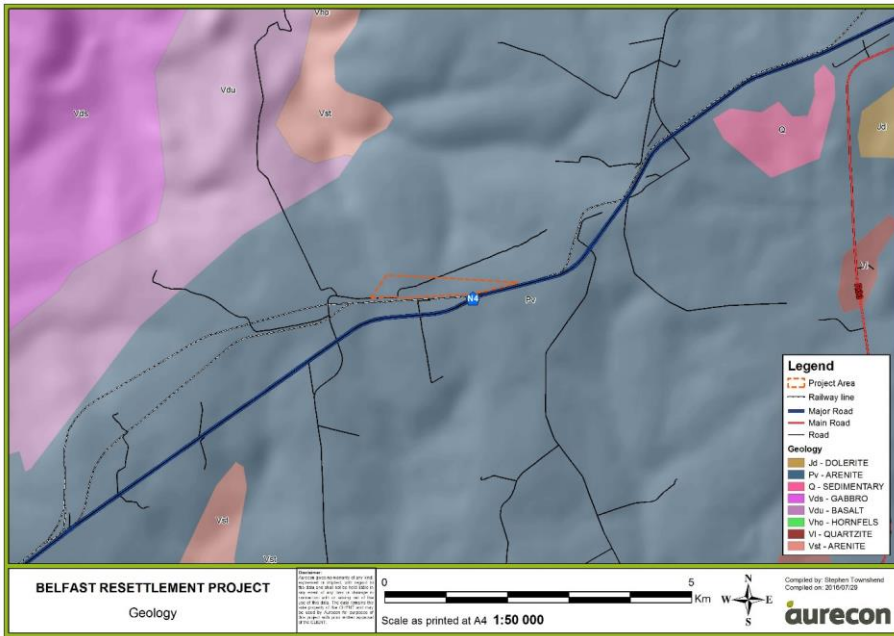 Vhp
Vdu
Vds
Vst
Q
Jd
Vl
N4
Pv
Vst
Vst
Legend
Project Area
Railway line
Major Road
Main Road
Road
Geology
Jd - DOLERITE
Pv - ARENITE
Q - SEDIMENTARY
Vds - GABBRO
Vdu - BASALT
Vho - HORNFELS
Vl - QUARTZITE
Vst - ARENITE
BELFAST RESETTLEMENT PROJECT
Geology
Disclaimer:
0 5
Km
Scale as printed at A4 1:50 000
N
W E
S
Compiled by: Stephen Townshend
Compiled on: 2016/07/29
aurecon